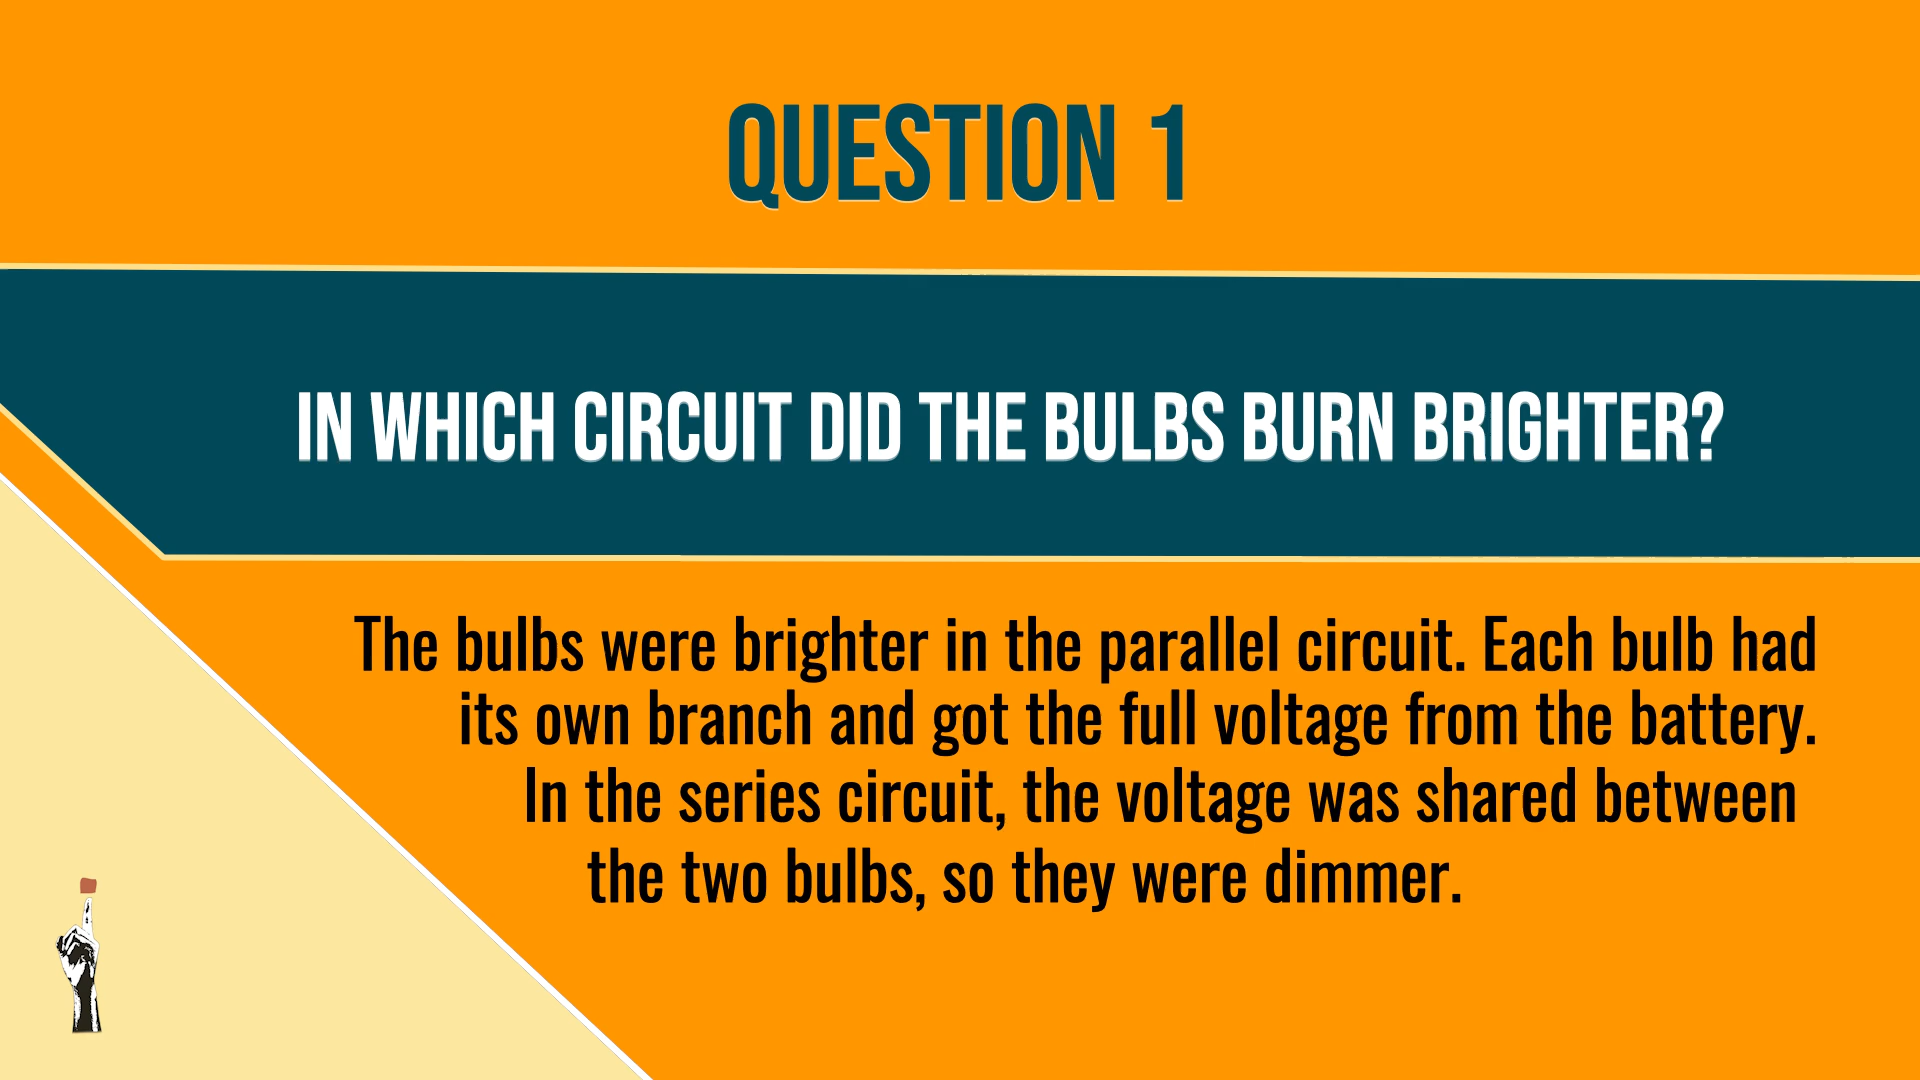 QUESTION 1
IN WHICH CIRCUIT DID THE BULBS BURN BRIGHTER?
The bulbs were brighter in the parallel circuit. Each bulb had
its own branch and got the full voltage from the battery.
In the series circuit, the voltage was shared between
the two bulbs, so they were dimmer.